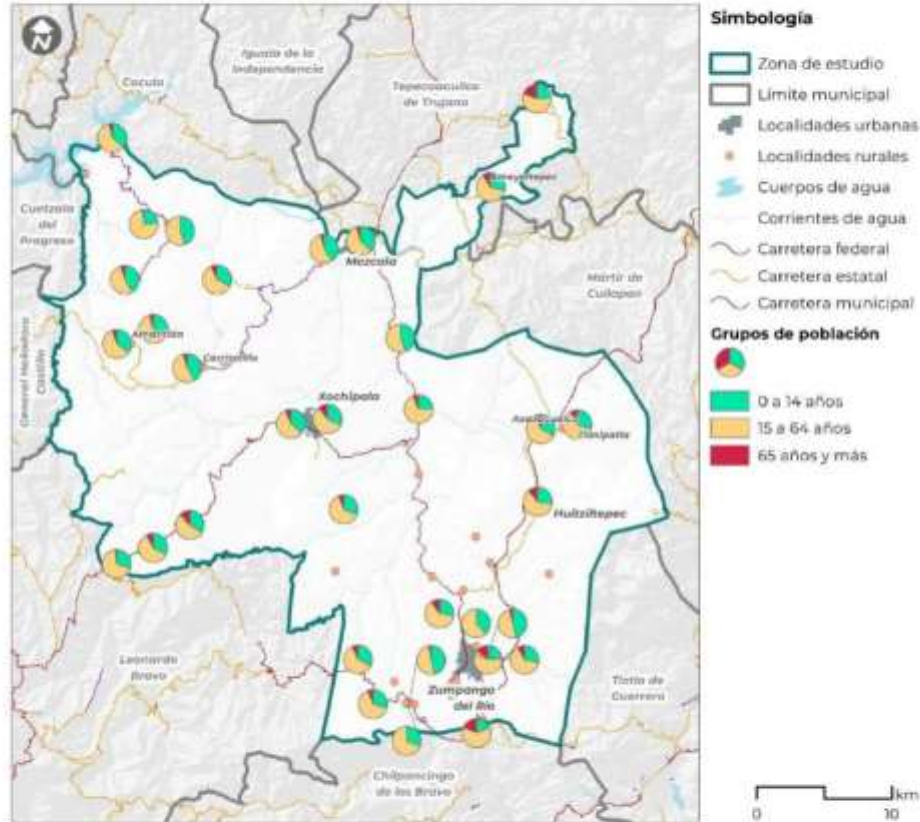 N
Iguala de la
Independencia
Cocula
Tepecoacuilco
de Trujano
Cuetzala
del
Progreso
Mezcala
Mártir de
Cuilapan
General Heliodoro
Castillo
Amatitlán
Carrizalillo
Xochipala
Huitziltepec
Leonardo
Bravo
Zumpango
del Río
Tixtla de
Guerrero
Chilpancingo
de los Bravo
Simbología
Zona de estudio
Límite municipal
Localidades urbanas
Localidades rurales
Cuerpos de agua
Corrientes de agua
Carretera federal
Carretera estatal
Carretera municipal
Grupos de población
0 a 14 años
15 a 64 años
65 años y más
km
0
10